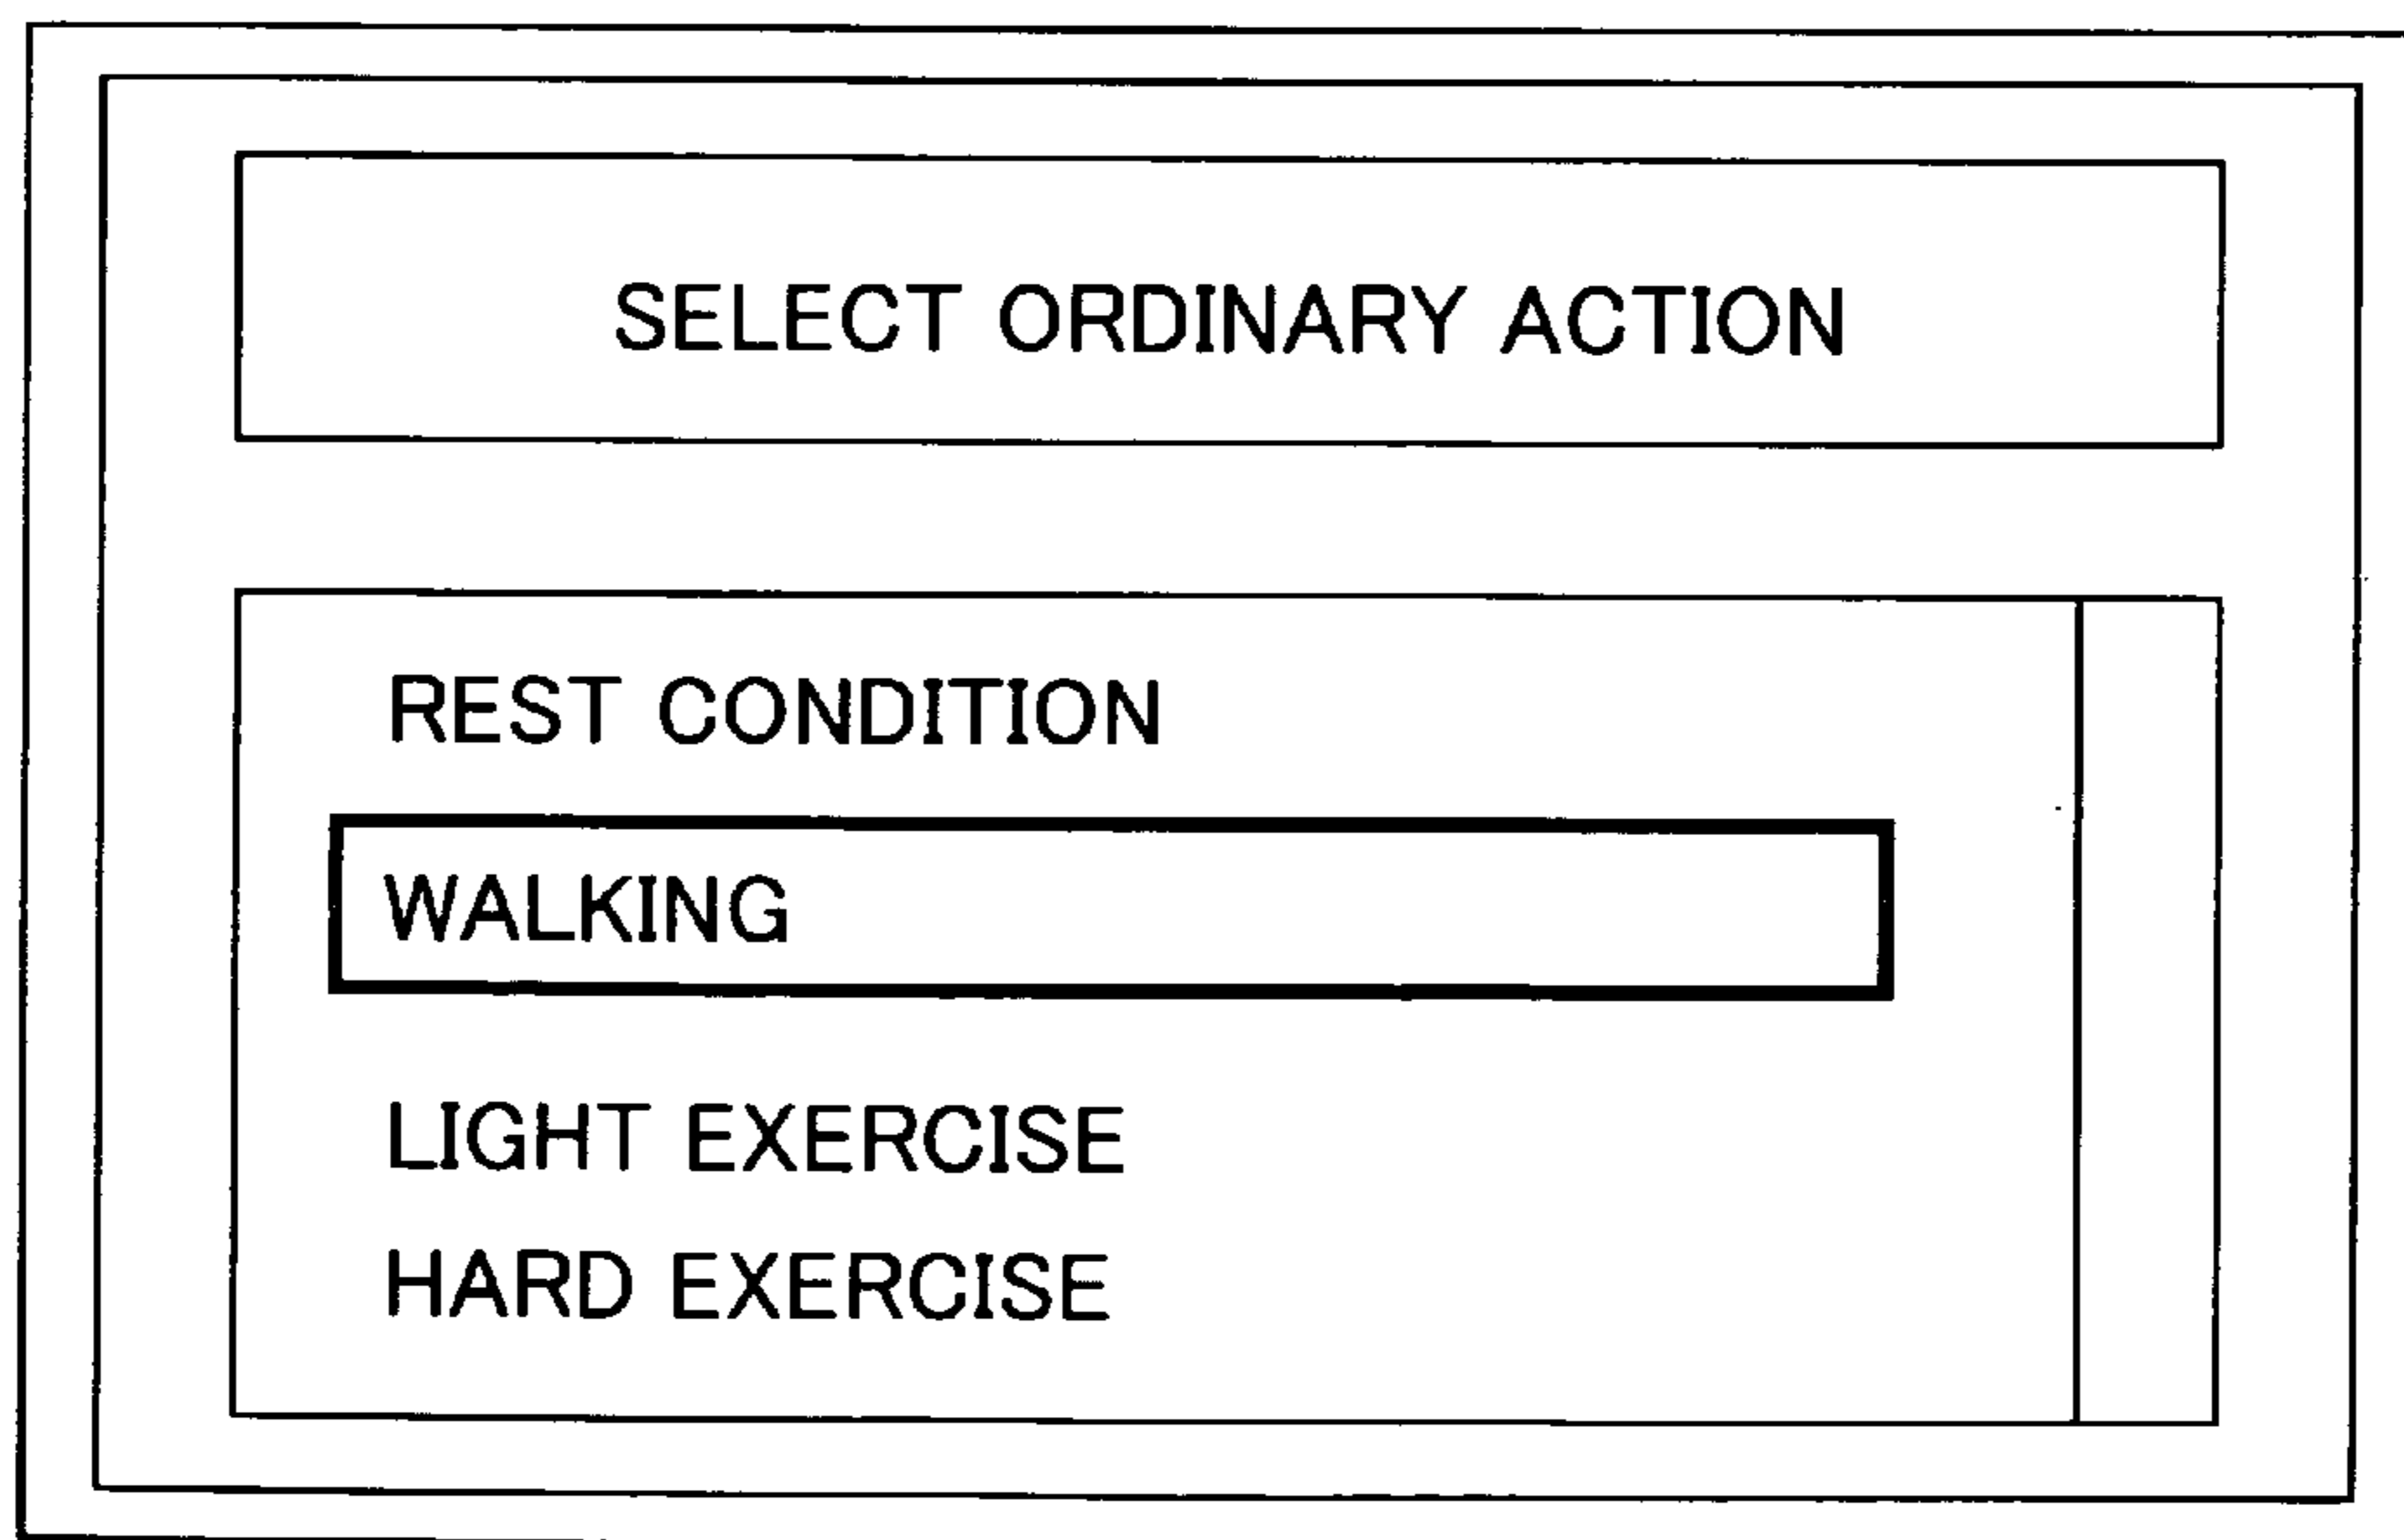 SELECT ORDINARY ACTION
REST CONDITION
WALKING
LIGHT EXERCISE
HARD EXERCISE